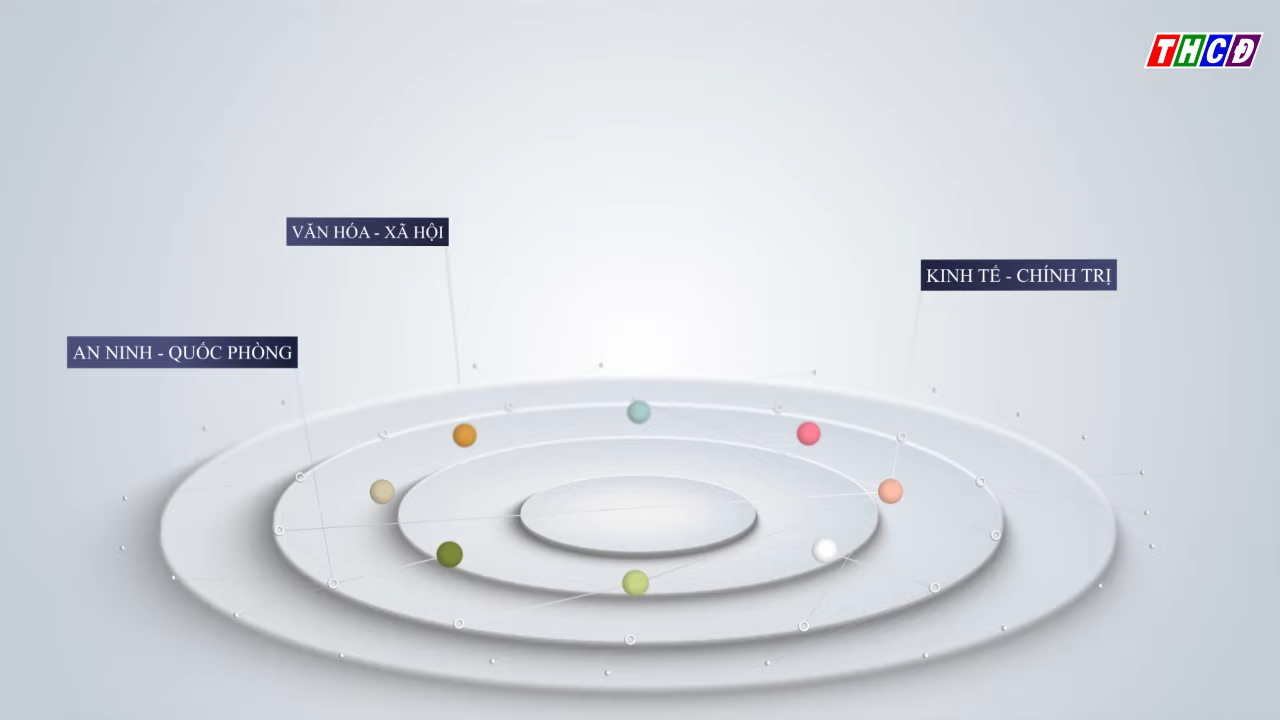 THCĐ
VĂN HÓA - XÃ HỘI
KINH TẾ - CHÍNH TRỊ
AN NINH - QUỐC PHÒNG